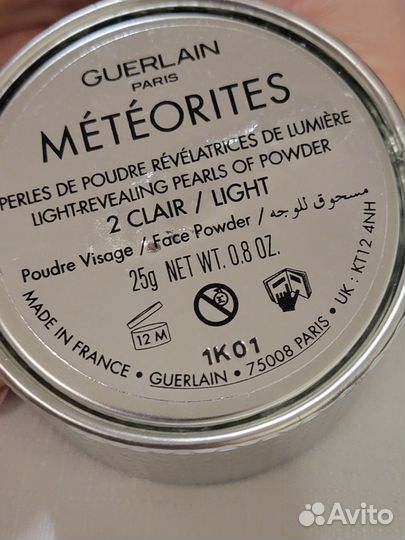 GUERLAIN
PARIS
MÉTÉORITES
PERLES DE POUDRE RÉVÉLATRICES DE LUMIÈRE
LIGHT-REVEALING PEARLS OF POWDER
2 CLAIR / LIGHT
Poudre Visage / Face Powder / مسحوق للوجه
25g NET WT. 0.8 OZ.
12 M
1K01
MADE IN FRANCE • GUERLAIN • 75008 PARIS • UK : KT12 4NH
Avito